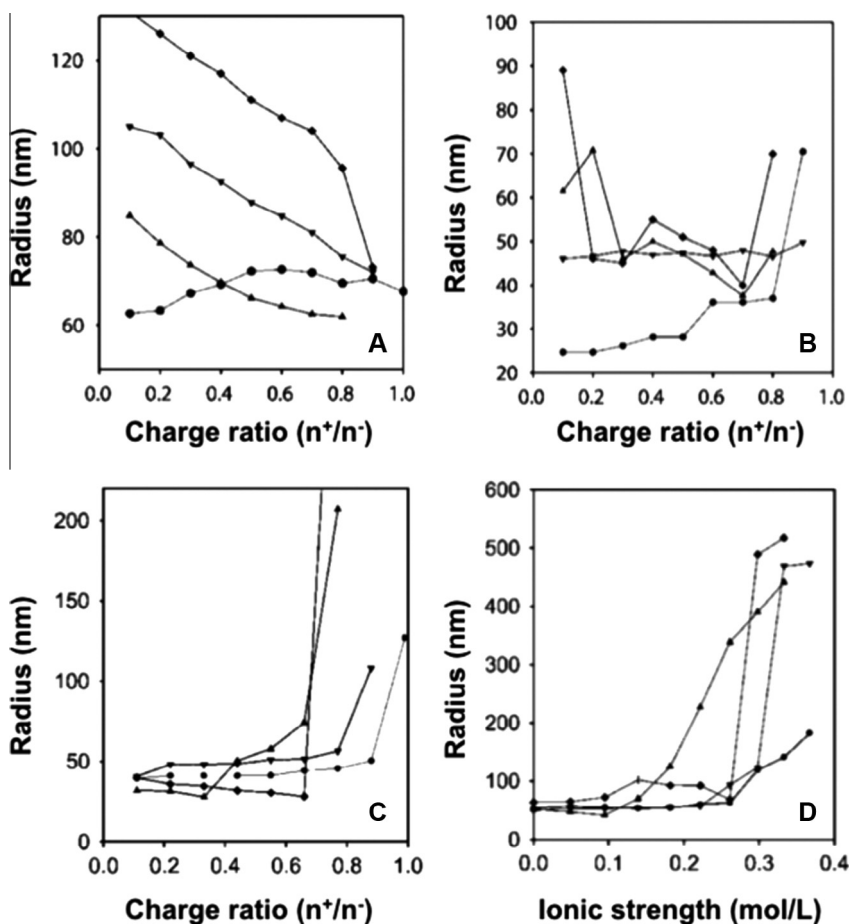 120
100
80
60
Radius (nm)
A
0.0 0.2 0.4 0.6 0.8 1.0
Charge ratio (n⁺/n⁻)
100
90
80
70
60
50
40
30
20
Radius (nm)
B
0.0 0.2 0.4 0.6 0.8 1.0
Charge ratio (n⁺/n⁻)
200
150
100
50
0
Radius (nm)
C
0.0 0.2 0.4 0.6 0.8 1.0
Charge ratio (n⁺/n⁻)
600
500
400
300
200
100
0
Radius (nm)
D
0.0 0.1 0.2 0.3 0.4
Ionic strength (mol/L)